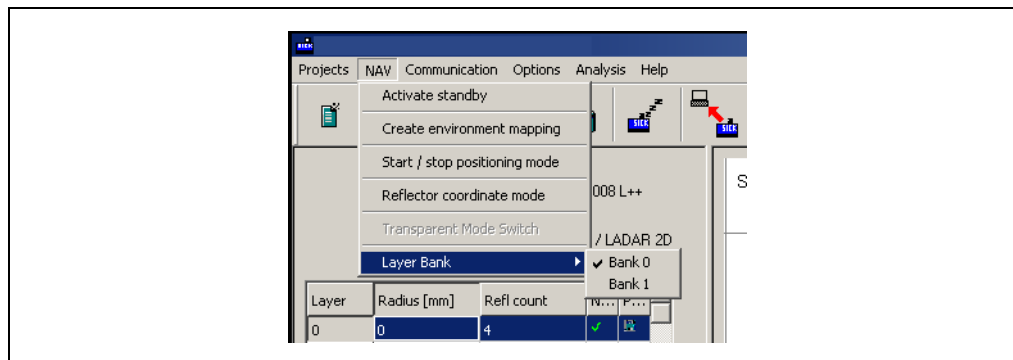 SICK
Projects NAV Communication Options Analysis Help
Activate standby
Create environment mapping
SICK
SICK
Start / stop positioning mode
008 L++
S
Reflector coordinate mode
Transparent Mode Switch
/ LADAR 2D
Layer Bank
Bank 0
Bank 1
Layer Radius [mm] Refl count N... P...
0 0 4